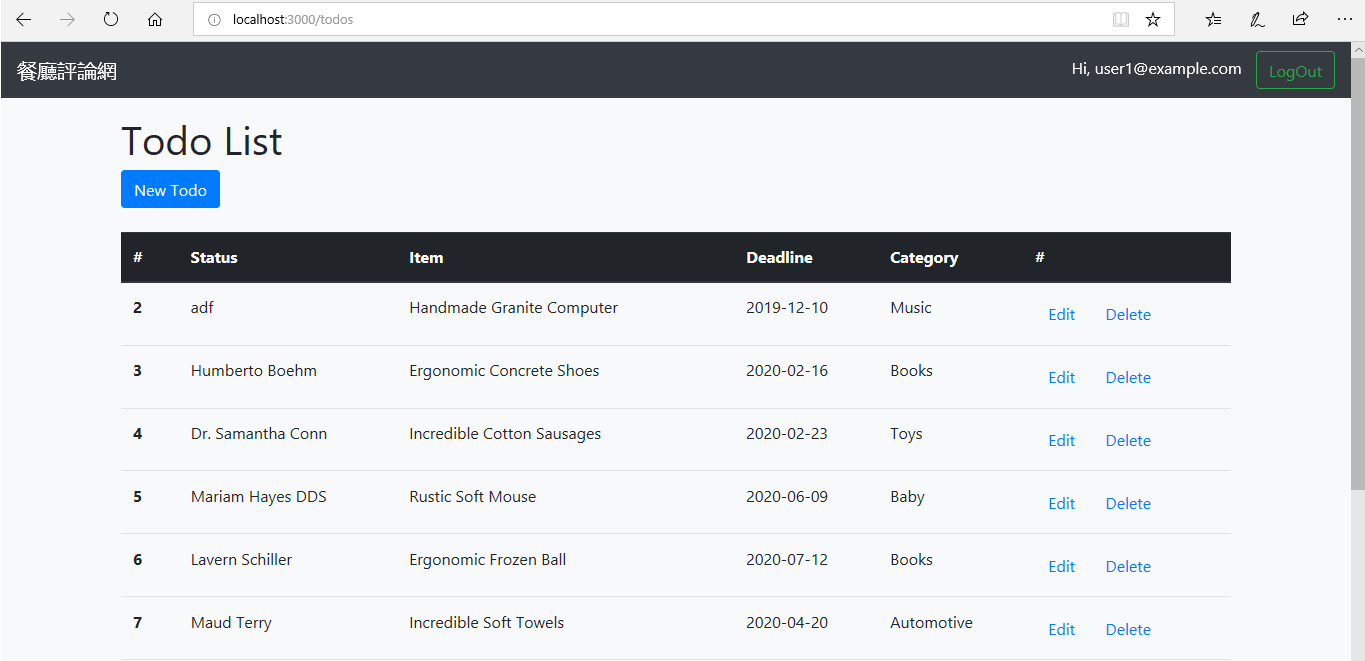 localhost:3000/todos
餐廳評論網 Hi, user1@example.com LogOut
Todo List
New Todo
# Status Item Deadline Category #
2 adf Handmade Granite Computer 2019-12-10 Music Edit Delete
3 Humberto Boehm Ergonomic Concrete Shoes 2020-02-16 Books Edit Delete
4 Dr. Samantha Conn Incredible Cotton Sausages 2020-02-23 Toys Edit Delete
5 Mariam Hayes DDS Rustic Soft Mouse 2020-06-09 Baby Edit Delete
6 Lavern Schiller Ergonomic Frozen Ball 2020-07-12 Books Edit Delete
7 Maud Terry Incredible Soft Towels 2020-04-20 Automotive Edit Delete